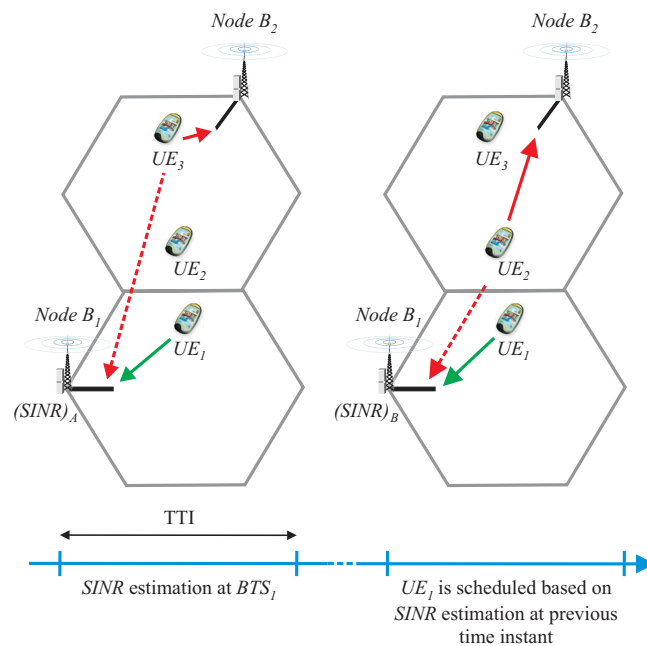 Node B2
UE3
UE2
Node B1
UE1
(SINR)A
Node B2
UE3
UE2
Node B1
UE1
(SINR)B
TTI
SINR estimation at BTS1
UE1 is scheduled based on
SINR estimation at previous
time instant